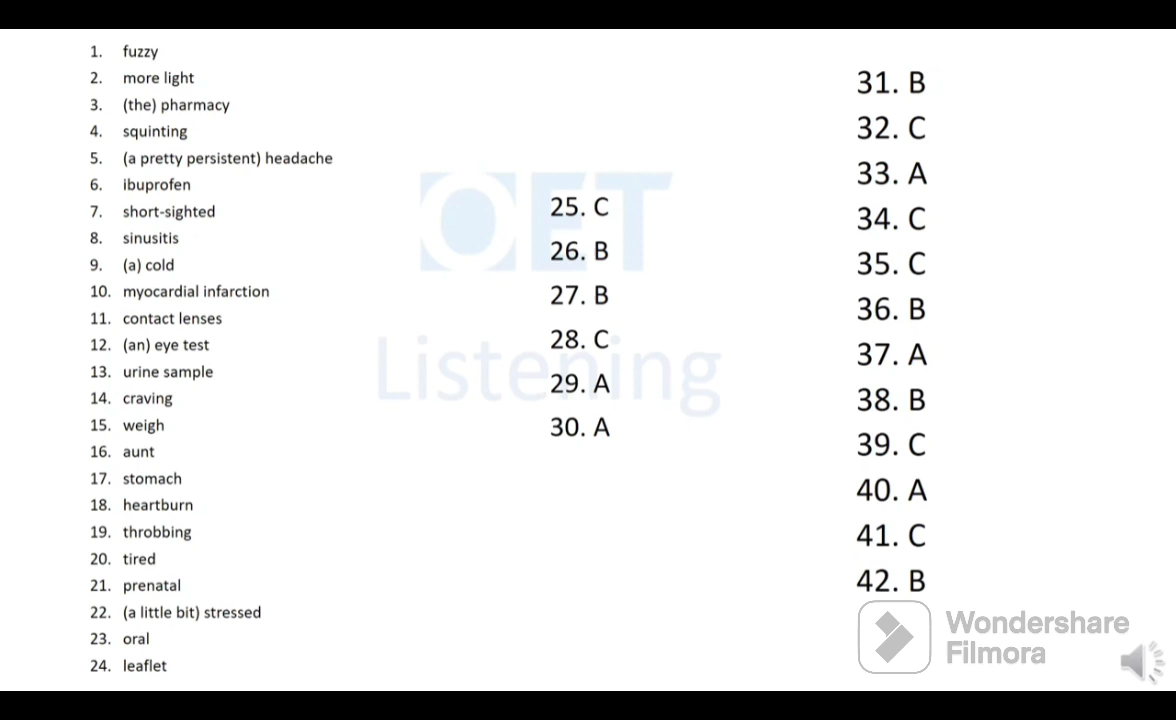 1. fuzzy
2. more light
3. (the) pharmacy
4. squinting
5. (a pretty persistent) headache
6. ibuprofen
7. short-sighted
8. sinusitis
9. (a) cold
10. myocardial infarction
11. contact lenses
12. (an) eye test
13. urine sample
14. craving
15. weigh
16. aunt
17. stomach
18. heartburn
19. throbbing
20. tired
21. prenatal
22. (a little bit) stressed
23. oral
24. leaflet
OET
Listening
25. C
26. B
27. B
28. C
29. A
30. A
31. B
32. C
33. A
34. C
35. C
36. B
37. A
38. B
39. C
40. A
41. C
42. B
Wondershare
Filmora